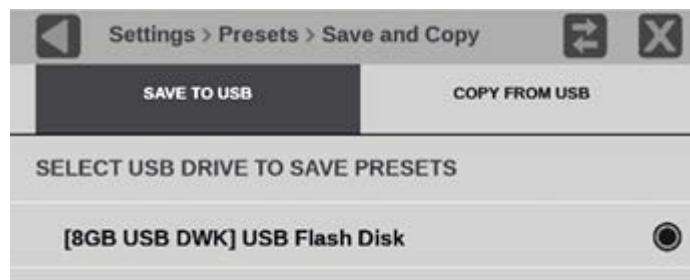 Settings > Presets > Save and Copy
SAVE TO USB
COPY FROM USB
SELECT USB DRIVE TO SAVE PRESETS
[8GB USB DWK] USB Flash Disk